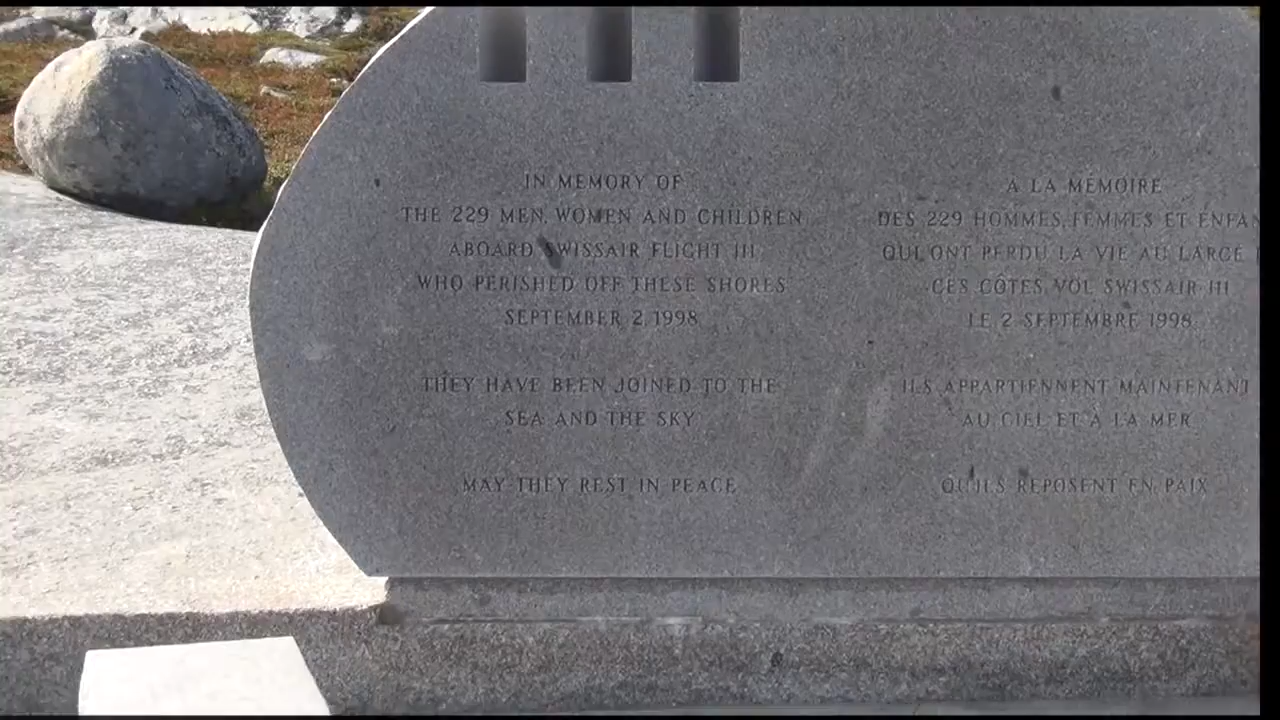 IN MEMORY OF
THE 229 MEN, WOMEN AND CHILDREN
ABOARD SWISSAIR FLIGHT 111
WHO PERISHED OFF THESE SHORES
SEPTEMBER 2, 1998
THEY HAVE BEEN JOINED TO THE
SEA AND THE SKY
MAY THEY REST IN PEACE
À LA MÉMOIRE
DES 229 HOMMES, FEMMES ET ENFAN
QUI ONT PERDU LA VIE AU LARGE
CES CÔTES VOL SWISSAIR 111
LE 2 SEPTEMBRE 1998
ILS APPARTIENNENT MAINTENANT
AU CIEL ET À LA MER
QU'ILS REPOSENT EN PAIX